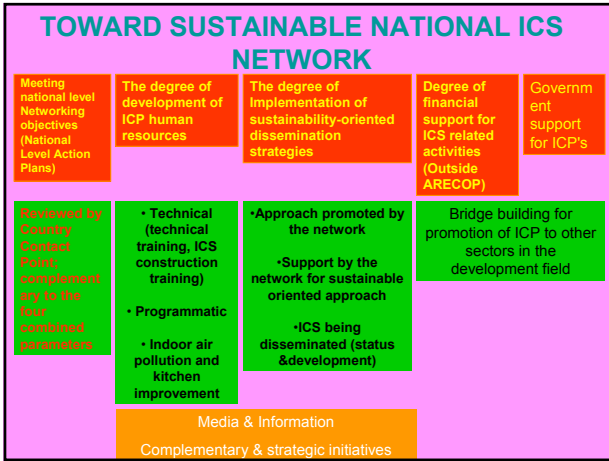 TOWARD SUSTAINABLE NATIONAL ICS
NETWORK
Meeting
national level
Networking
objectives
(National
Level Action
Plans)
The degree of
development of
ICP human
resources
The degree of
Implementation of
sustainability-oriented
dissemination
strategies
Degree of
financial
support for
ICS related
activities
(Outside
ARECOP)
Governm
ent
support
for ICP's
Reviewed by
Country
Contact
Point;
complement
ary to the
four
combined
parameters
• Technical
(technical
training, ICS
construction
training)
• Programmatic
• Indoor air
pollution and
kitchen
improvement
•Approach promoted by
the network
•Support by the
network for sustainable
oriented approach
•ICS being
disseminated (status
&development)
Bridge building for
promotion of ICP to other
sectors in the
development field
Media & Information
Complementary & strategic initiatives